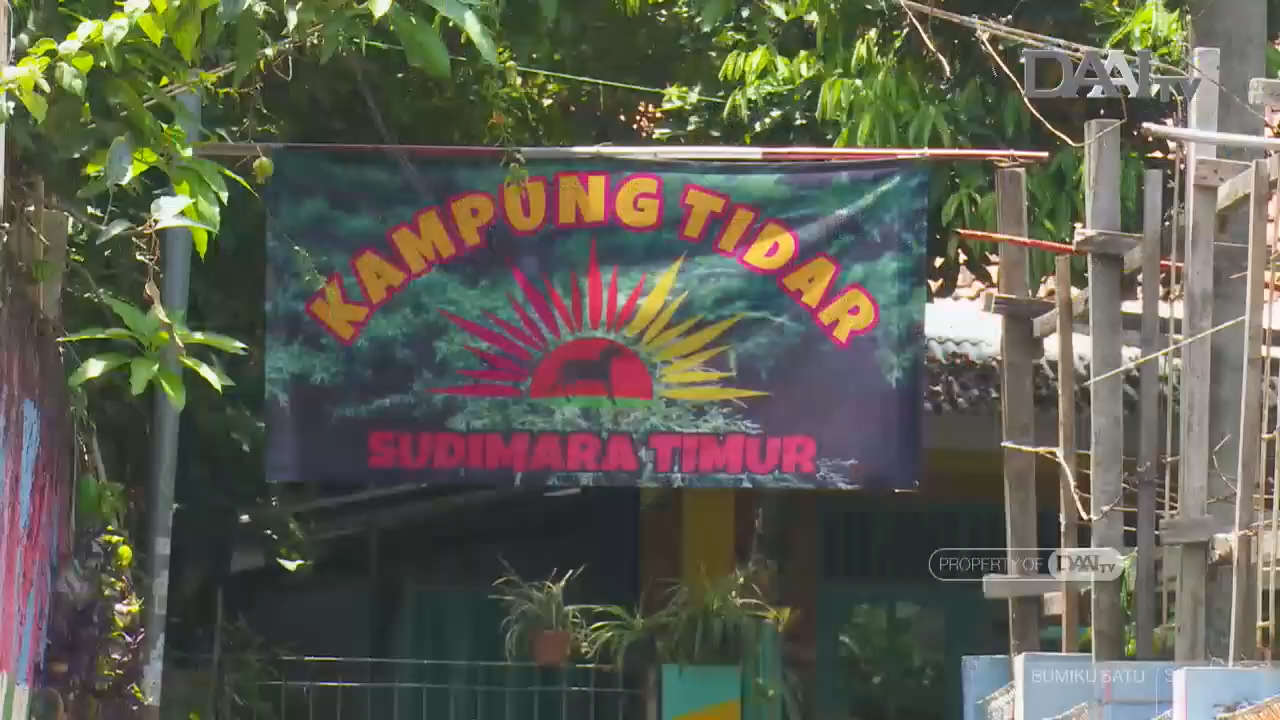 DAAI TV
KAMPUNG TIDAR
SUDIMARA TIMUR
PROPERTY OF DAAI TV
BUMIKU SATU